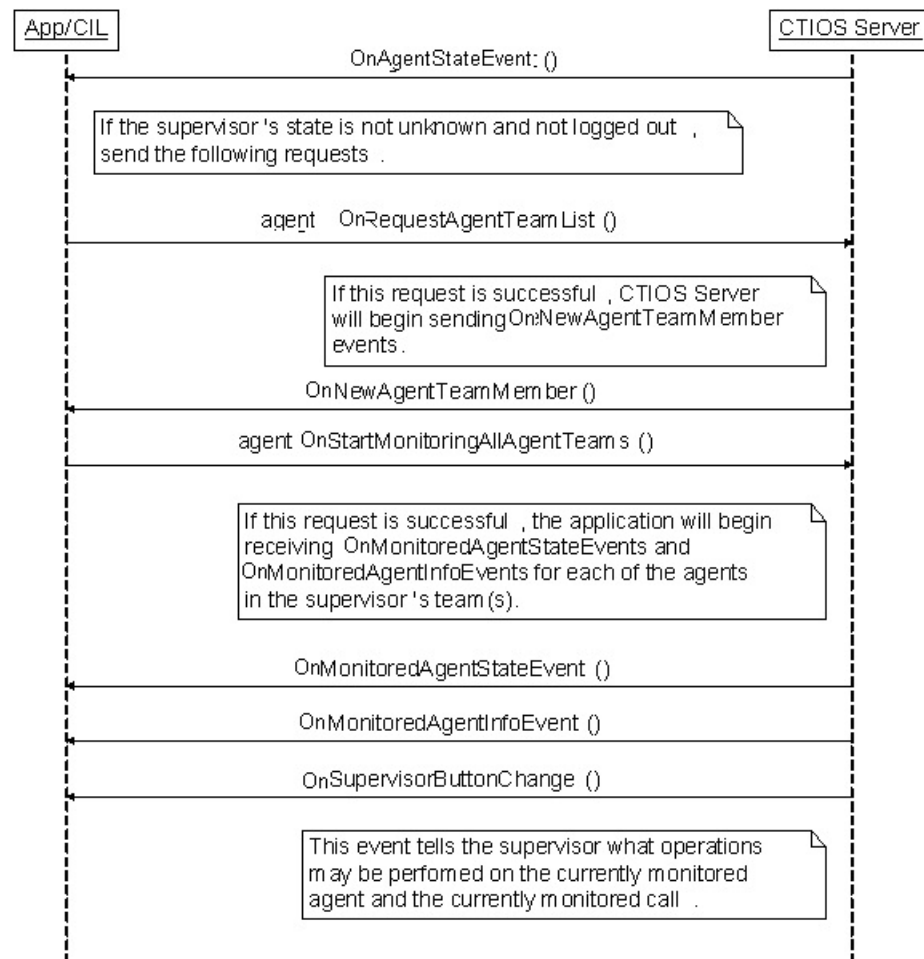 App/CIL
CTIOS Server
OnAgentStateEvent: ()
If the supervisor's state is not unknown and not logged out ,
send the following requests .
agent OnRequestAgentTeamList ()
If this request is successful , CTIOS Server
will begin sending OnNewAgentTeamMember
events.
OnNewAgentTeamMember ()
agent OnStartMonitoringAllAgentTeams ()
If this request is successful , the application will begin
receiving OnMonitoredAgentStateEvents and
OnMonitoredAgentInfoEvents for each of the agents
in the supervisor's team(s).
OnMonitoredAgentStateEvent ()
OnMonitoredAgentInfoEvent ()
OnSupervisorButtonChange ()
This event tells the supervisor what operations
may be perfomed on the currently monitored
agent and the currently monitored call .